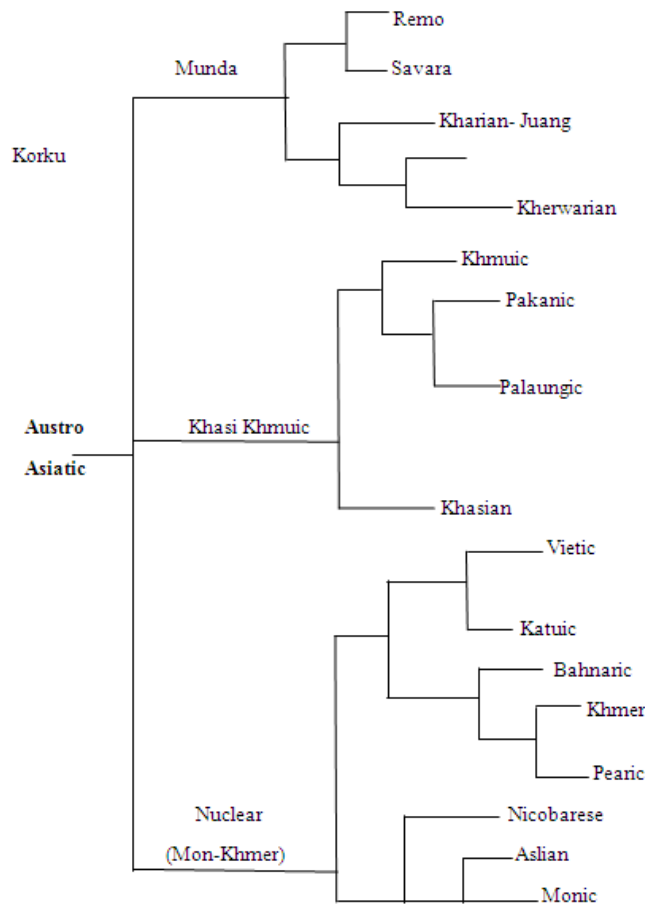 Remo
Munda
Savara
Kharian- Juang
Korku
Kherwarian
Khmuic
Pakanic
Palaungic
Austro
Khasi Khmuic
Asiatic
Khasian
Vietic
Katuic
Bahnaric
Khmer
Pearic
Nuclear
Nicobarese
(Mon-Khmer)
Aslian
Monic